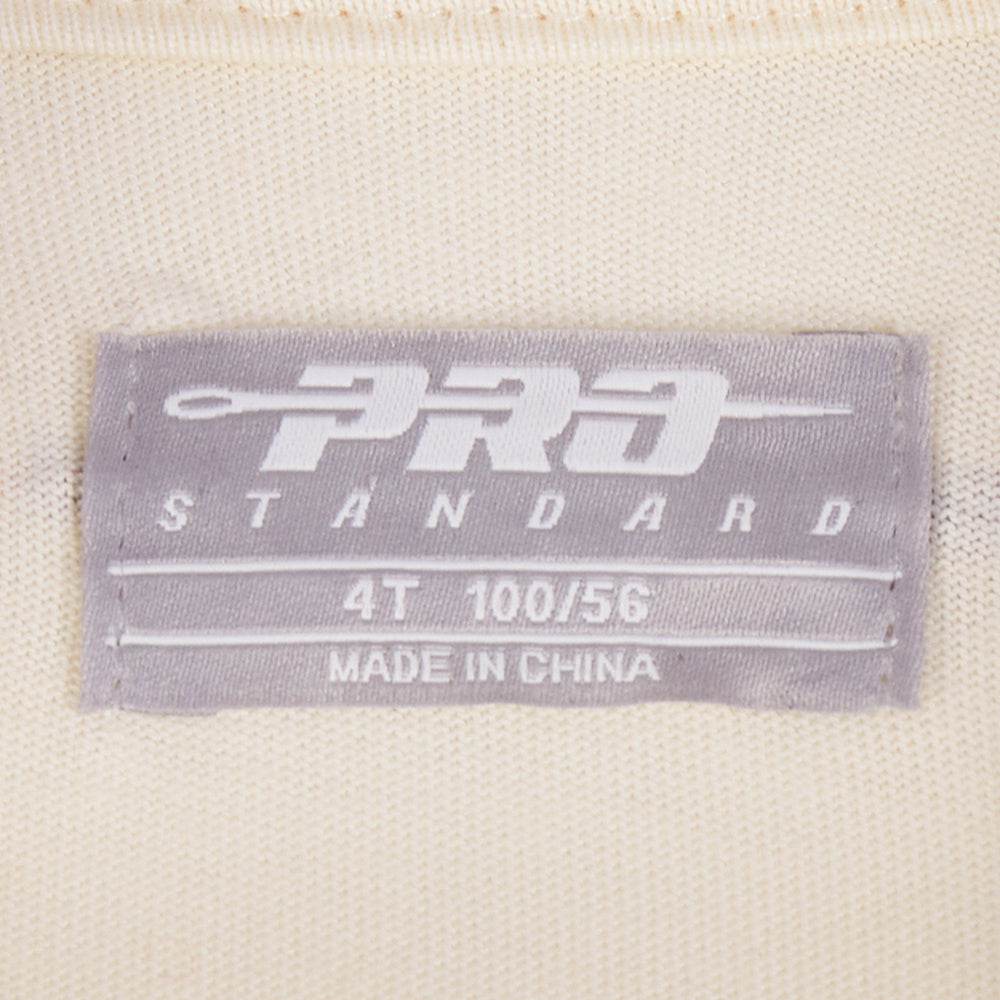 PRO
STANDARD
4T 100/56
MADE IN CHINA